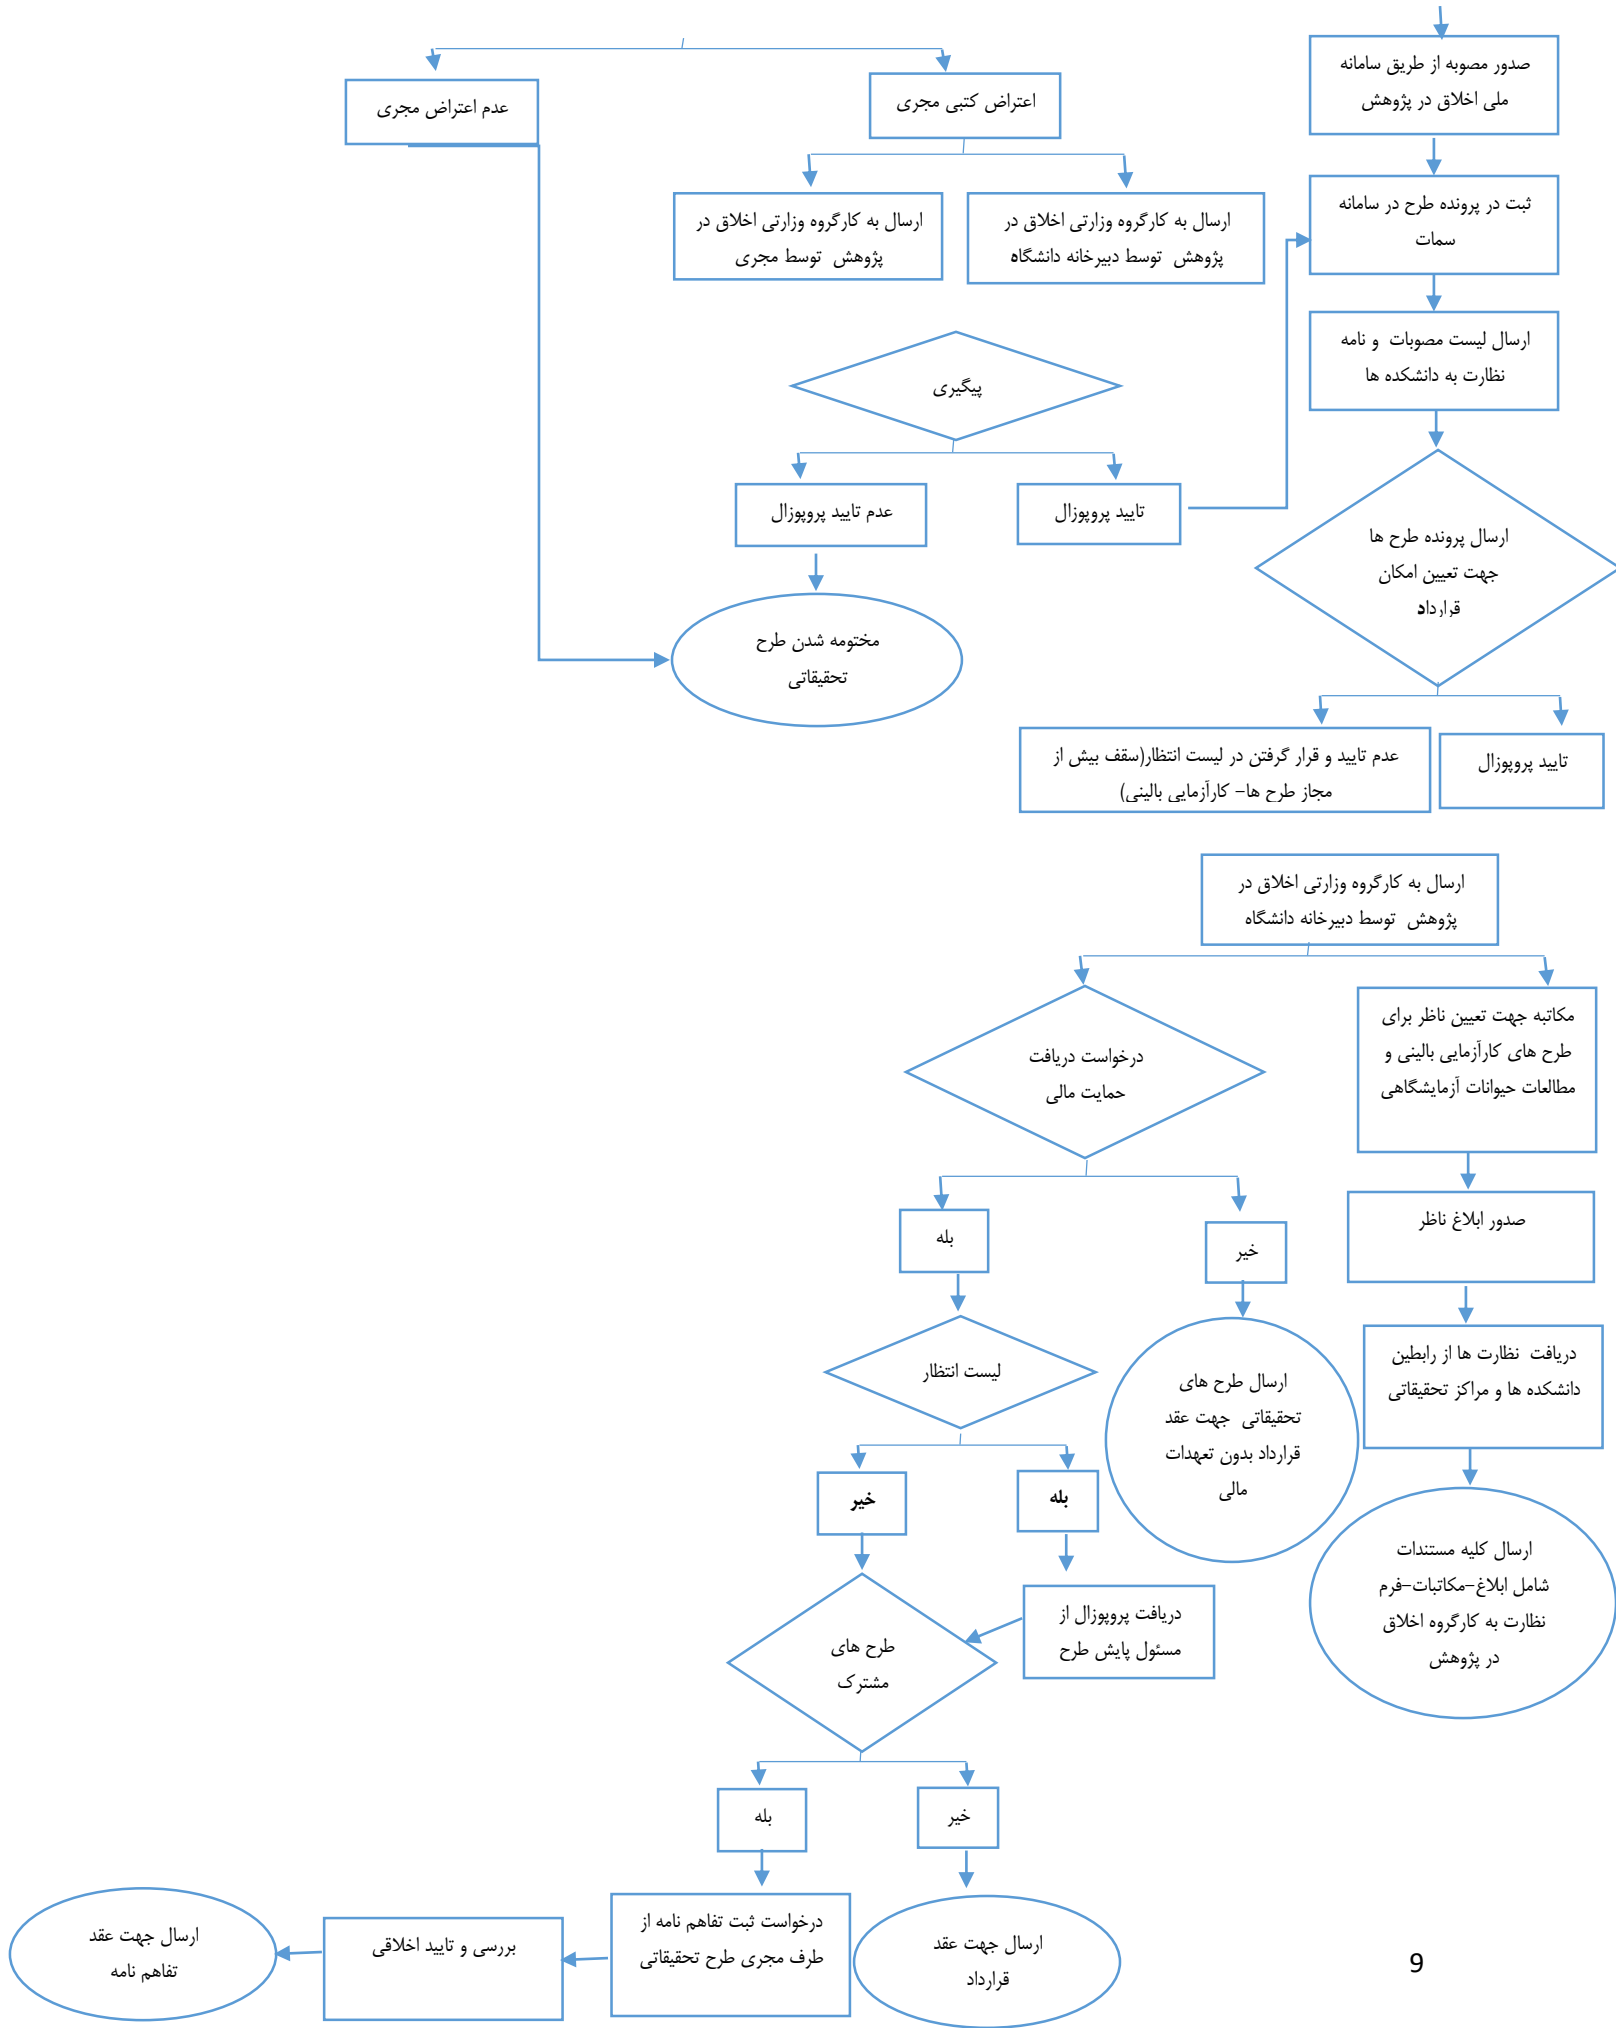 صدور مصوبه از طریق سامانه
ملی اخلاق در پژوهش
اعتراض کتبی مجری
عدم اعتراض مجری
ثبت در پرونده طرح در سامانه
سمات
ارسال به کارگروه وزارتی اخلاق در
پژوهش توسط دبیرخانه دانشگاه
ارسال به کارگروه وزارتی اخلاق در
پژوهش توسط مجری
ارسال لیست مصوبات و نامه
نظارت به دانشکده ها
پیگیری
تایید پروپوزال
عدم تایید پروپوزال
ارسال پرونده طرح ها
جهت تعیین امکان
قرارداد
مختومه شدن طرح
تحقیقاتی
تایید پروپوزال
عدم تایید و قرار گرفتن در لیست انتظار(سقف بیش از
مجاز طرح ها- کارآزمایی بالینی)
ارسال به کارگروه وزارتی اخلاق در
پژوهش توسط دبیرخانه دانشگاه
مکاتبه جهت تعیین ناظر برای
طرح های کارآزمایی بالینی و
مطالعات حیوانات آزمایشگاهی
درخواست دریافت
حمایت مالی
صدور ابلاغ ناظر
خیر
بله
دریافت نظارت ها از رابطین
دانشکده ها و مراکز تحقیقاتی
ارسال طرح های
تحقیقاتی جهت عقد
قرارداد بدون تعهدات
مالی
لیست انتظار
بله
خیر
ارسال کلیه مستندات
شامل ابلاغ-مکاتبات-فرم
نظارت به کارگروه اخلاق
در پژوهش
دریافت پروپوزال از
مسئول پایش طرح
طرح های
مشترک
خیر
بله
ارسال جهت عقد
قرارداد
درخواست ثبت تفاهم نامه از
طرف مجری طرح تحقیقاتی
بررسی و تایید اخلاقی
ارسال جهت عقد
تفاهم نامه
9